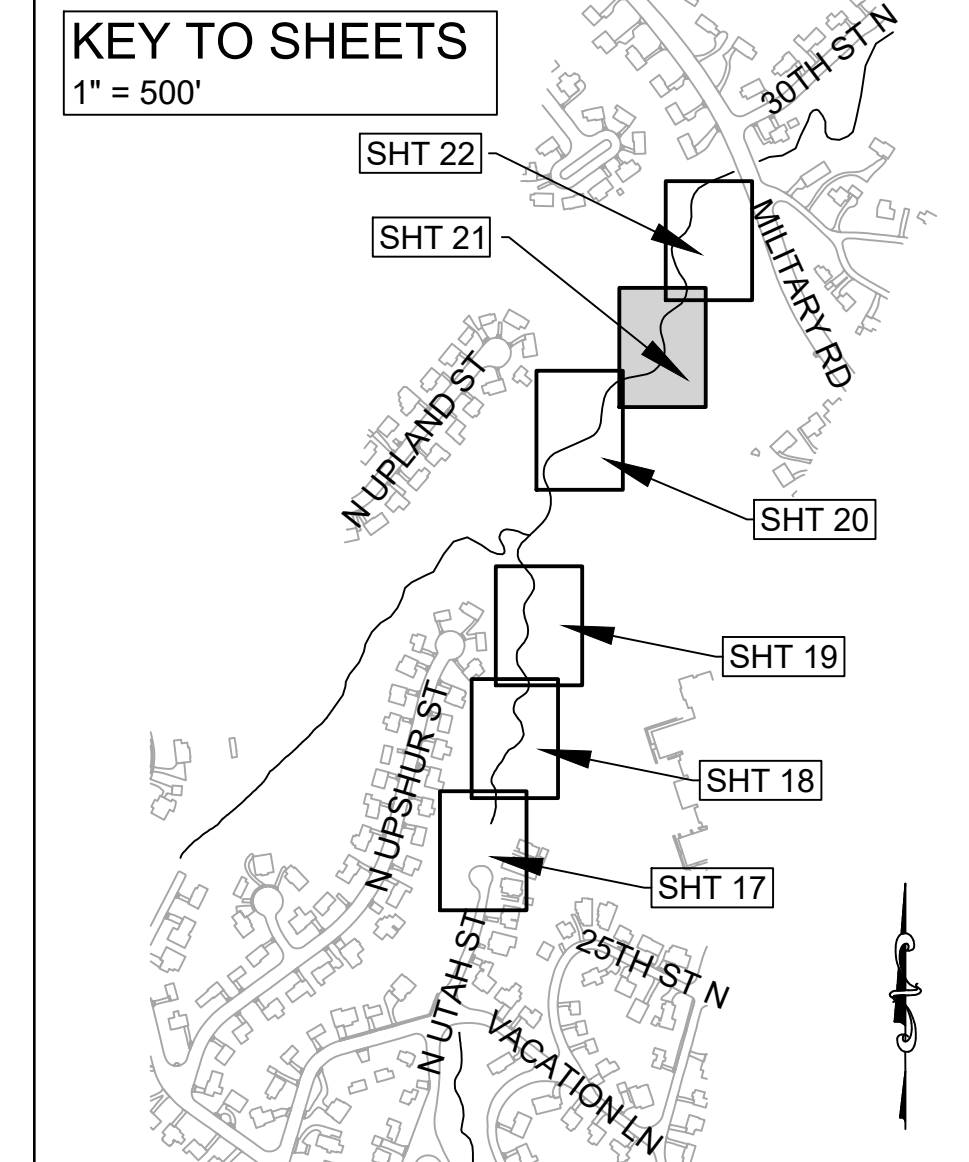 KEY TO SHEETS
1" = 500'
30TH ST N
SHT 22
SHT 21
MILITARY RD
N UPLAND ST
SHT 20
SHT 19
N UPSHUR ST
SHT 18
SHT 17
25TH ST N
N UTAH ST
VACATION LN